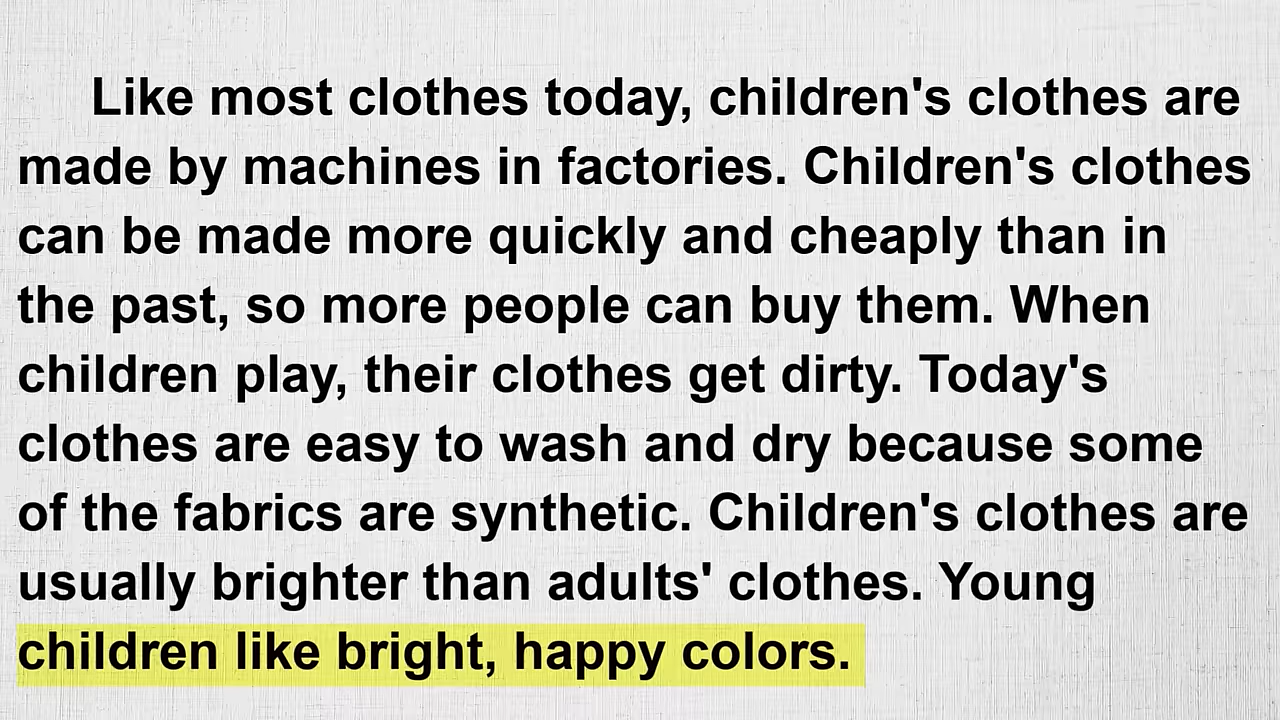 Like most clothes today, children's clothes are
made by machines in factories. Children's clothes
can be made more quickly and cheaply than in
the past, so more people can buy them. When
children play, their clothes get dirty. Today's
clothes are easy to wash and dry because some
of the fabrics are synthetic. Children's clothes are
usually brighter than adults' clothes. Young
children like bright, happy colors.